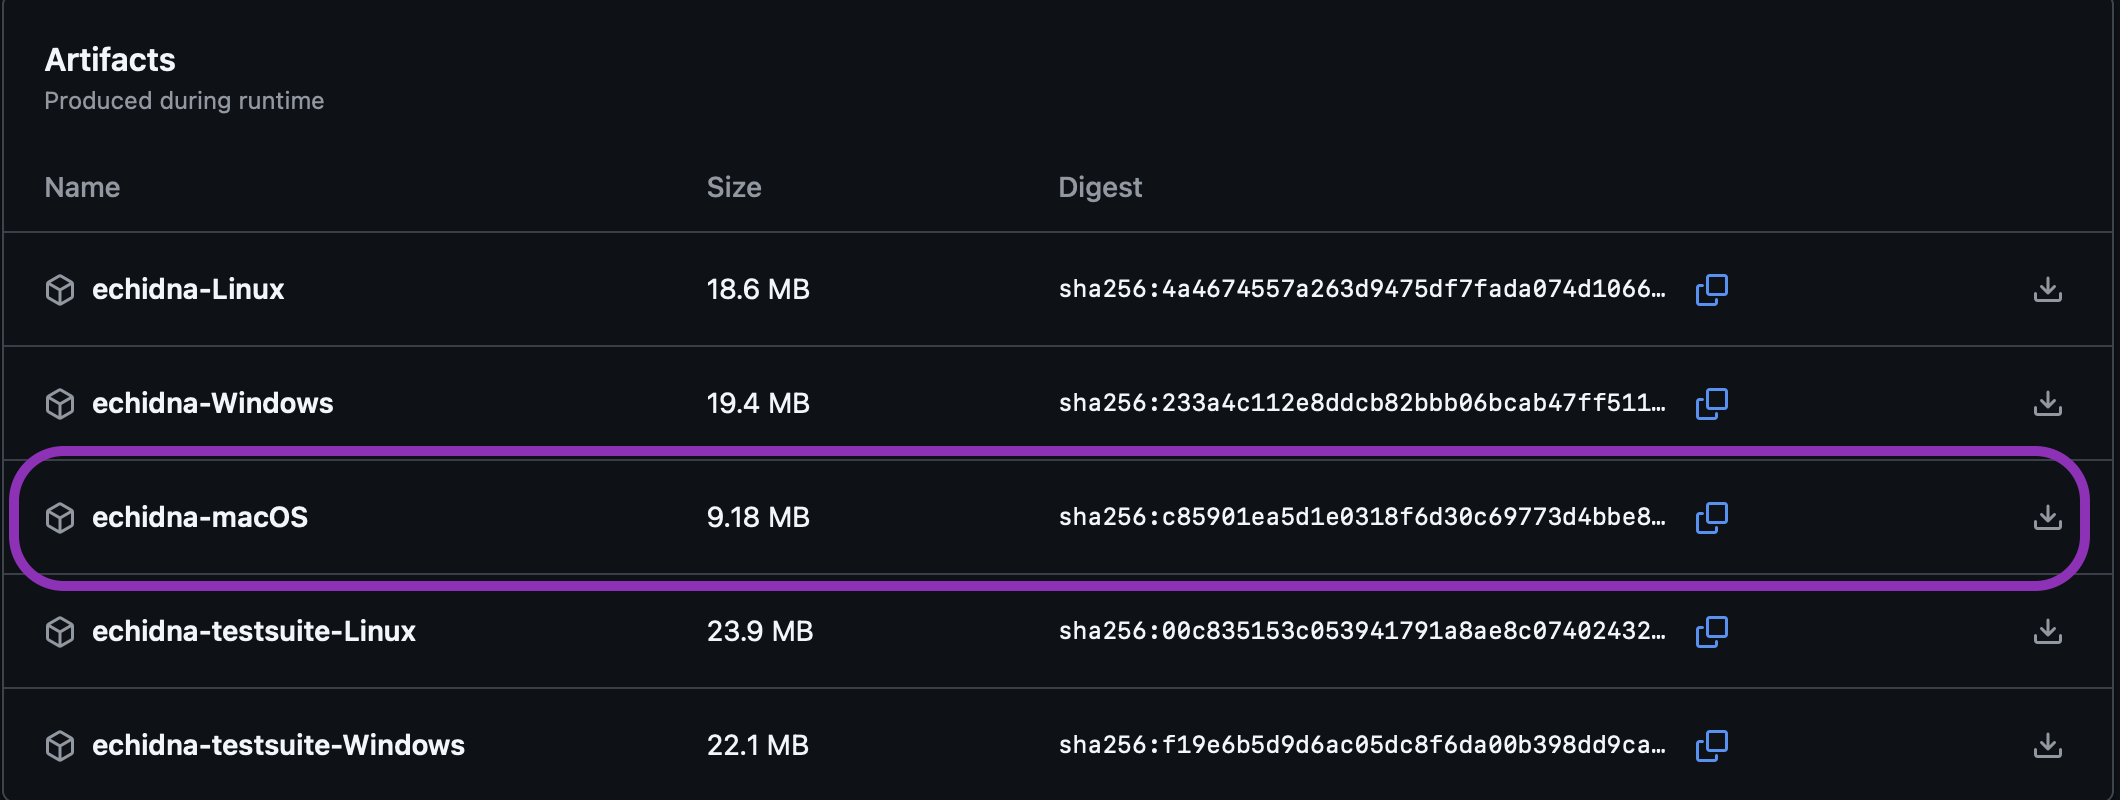 Artifacts
Produced during runtime
Name Size Digest
echidna-Linux 18.6 MB sha256:4a4674557a263d9475df7fada074d1066…
echidna-Windows 19.4 MB sha256:233a4c112e8ddcb82bbb06bcab47ff511…
echidna-macOS 9.18 MB sha256:c85901ea5d1e0318f6d30c69773d4bbe8…
echidna-testsuite-Linux 23.9 MB sha256:00c835153c053941791a8ae8c07402432…
echidna-testsuite-Windows 22.1 MB sha256:f19e6b5d9d6ac05dc8f6da00b398dd9ca…